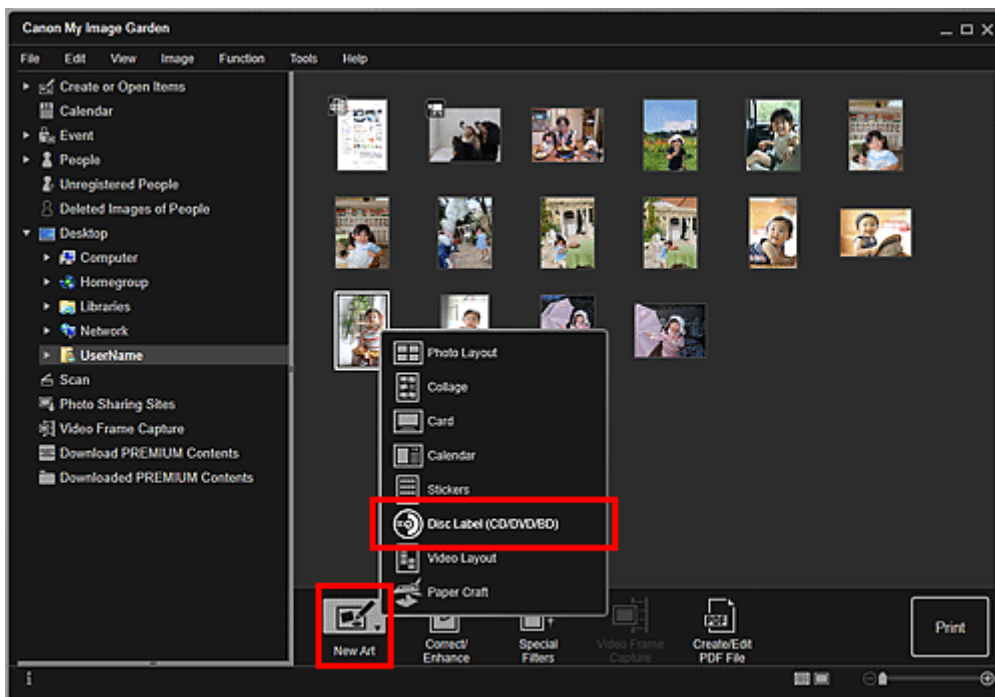 Canon My Image Garden
File Edit View Image Function Tools Help
Create or Open Items
Calendar
Event
People
Unregistered People
Deleted Images of People
Desktop
Computer
Homegroup
Libraries
Network
UserName
Scan
Photo Sharing Sites
Video Frame Capture
Download PREMIUM Contents
Downloaded PREMIUM Contents
Photo Layout
Collage
Card
Calendar
Stickers
Disc Label (CD/DVD/BD)
Video Layout
Paper Craft
New Art
Correct/
Enhance
Special
Filters
Video Frame
Capture
PDF
Create/Edit
PDF File
Print